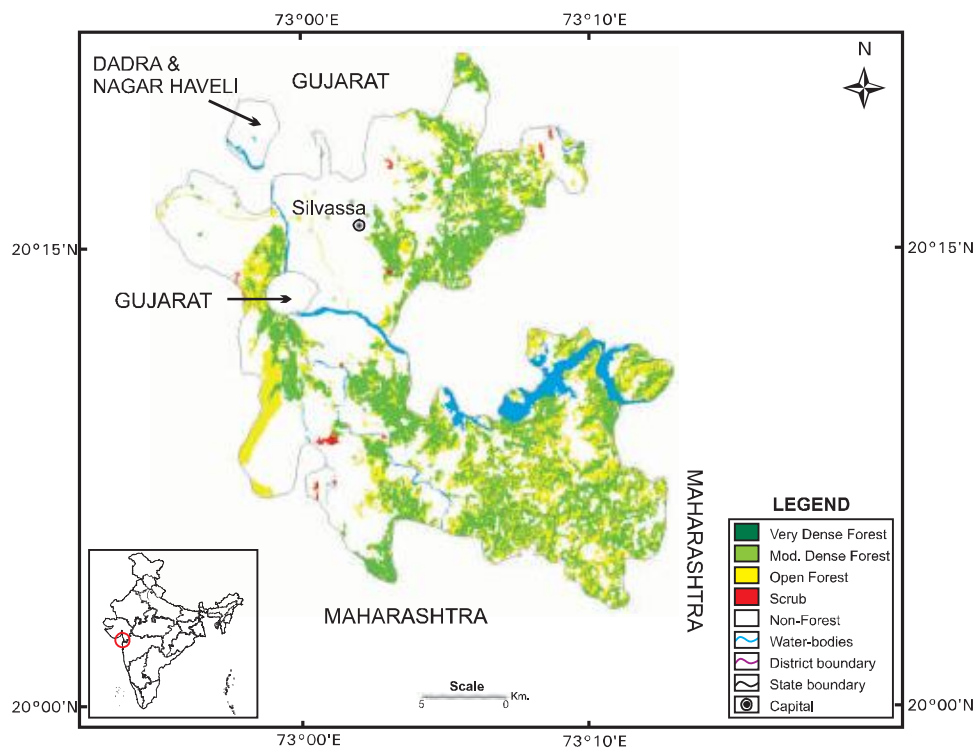 73°00'E
73°10'E
DADRA &
NAGAR HAVELI
GUJARAT
N
Silvassa
20°15'N
20°15'N
GUJARAT
MAHARASHTRA
MAHARASHTRA
LEGEND
Very Dense Forest
Mod. Dense Forest
Open Forest
Scrub
Non-Forest
Water-bodies
District boundary
State boundary
Capital
Scale
5 0 Km.
20°00'N
20°00'N
73°00'E
73°10'E